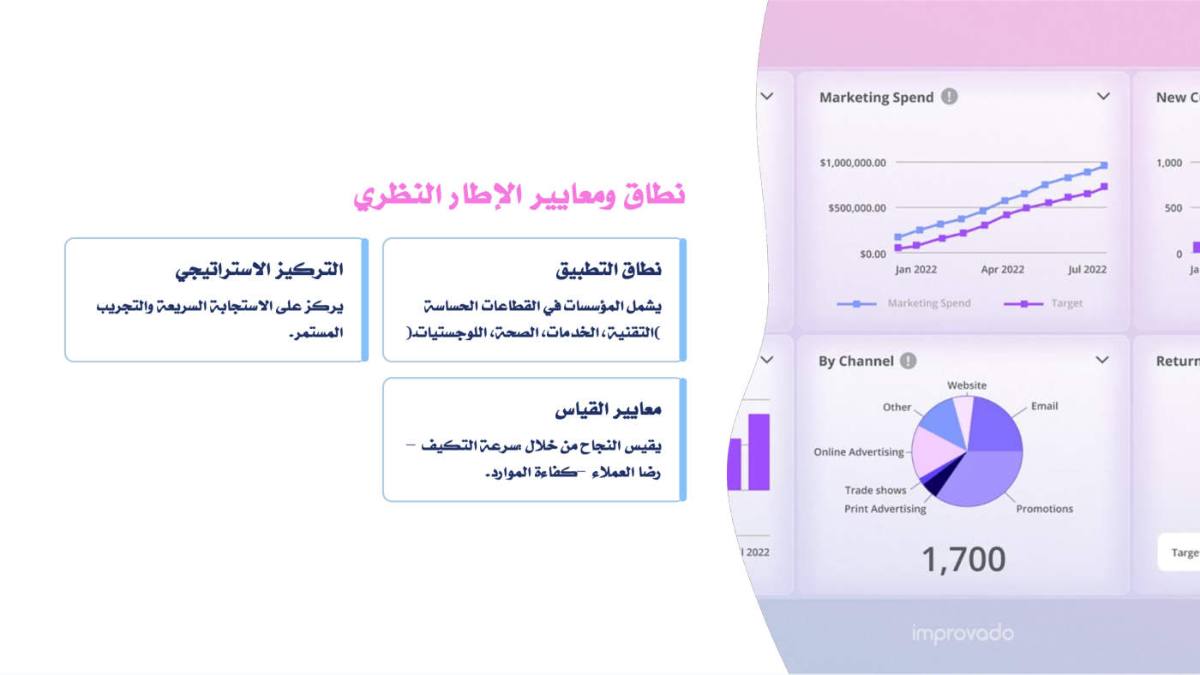 نطاق ومعايير الإطار النظري
نطاق التطبيق
يشمل المؤسسات في القطاعات الحساسة
)التقنية، الخدمات، الصحة، اللوجستيات.(
التركيز الاستراتيجي
يركز على الاستجابة السريعة والتجريب
المستمر.
معايير القياس
يقيس النجاح من خلال سرعة التكيف –
رضا العملاء –كفاءة الموارد.
Marketing Spend
$1,000,000.00
$500,000.00
$0.00
Jan 2022 Apr 2022 Jul 2022
Marketing Spend Target
1,000
500
0
By Channel
Website
Other
Email
Online Advertising
Trade shows
Print Advertising
Promotions
1,700
2022
improvado